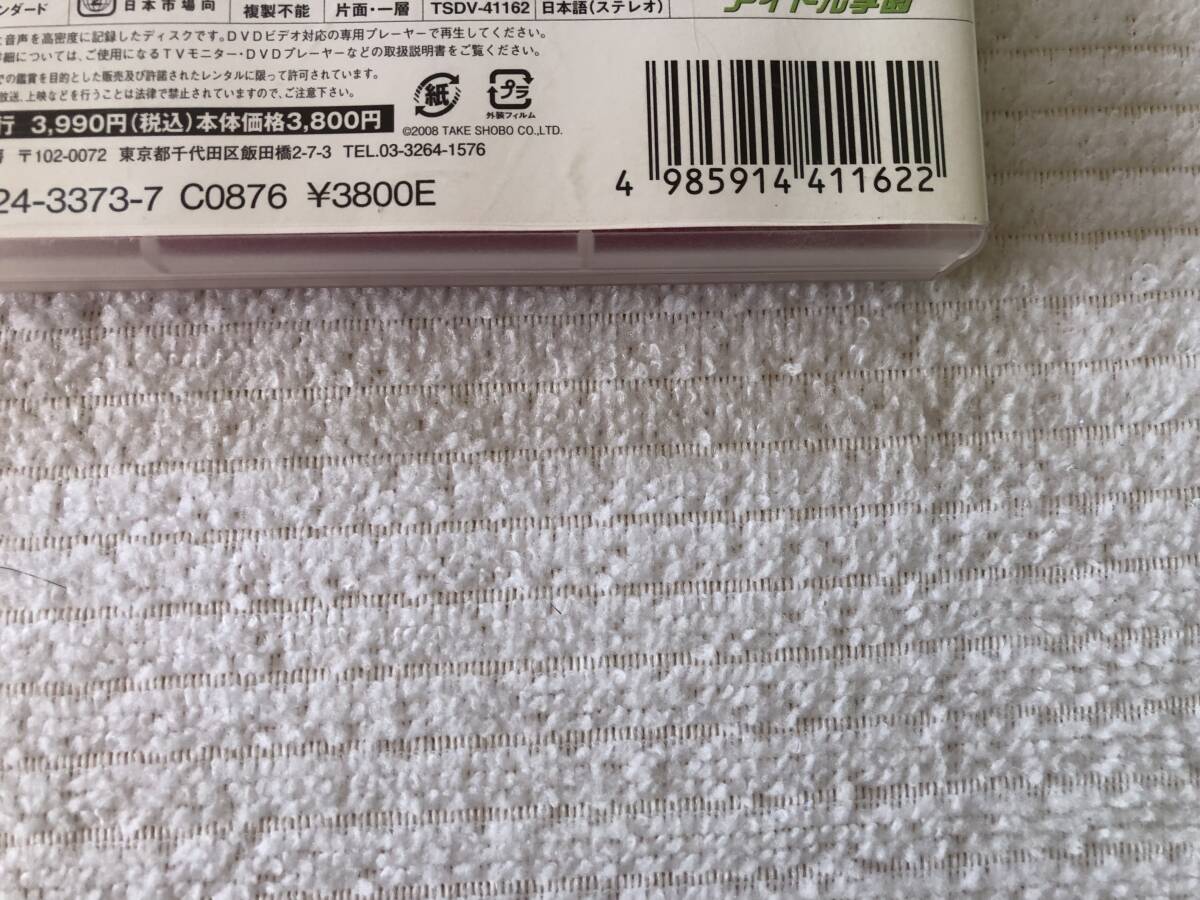 ンダード 日本市場向 複製不能 片面・一層 TSDV-41162 日本語(ステレオ)
アイドル学園
と音声を高密度に記録したディスクです。DVDビデオ対応の専用プレーヤーで再生してください。
詳細については、ご使用になるTVモニター・DVDプレーヤーなどの取扱説明書をご覧ください。
での鑑賞を目的とした販売及び許諾されたレンタルに限って許可されています。
放送、上映などを行うことは法律で禁止されていますので、ご注意下さい。
紙 プラ
外装フィルム
行 3,990円(税込)本体価格3,800円
©2008 TAKE SHOBO CO.,LTD.
〒102-0072 東京都千代田区飯田橋2-7-3 TEL.03-3264-1576
24-3373-7 C0876 ¥3800E
4 985914 411622